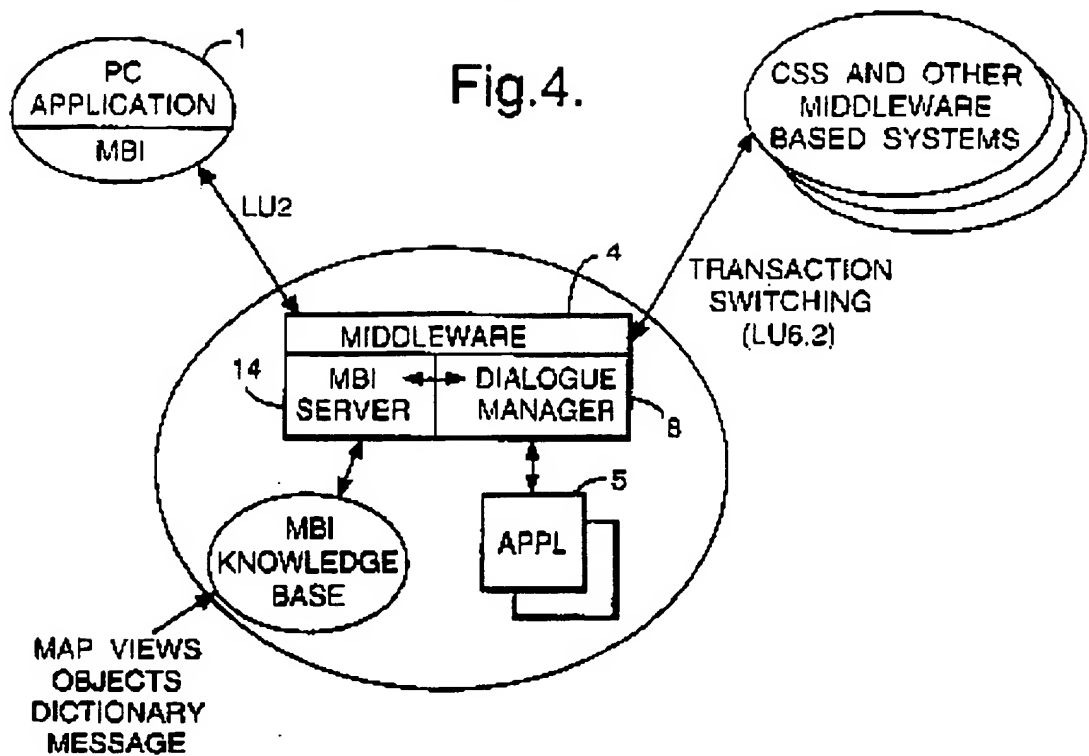 1
PC
APPLICATION
MBI
Fig.4.
CSS AND OTHER
MIDDLEWARE
BASED SYSTEMS
LU2
TRANSACTION
SWITCHING
(LU6.2)
4
MIDDLEWARE
14
MBI
SERVER
DIALOGUE
MANAGER
8
5
APPL
MBI
KNOWLEDGE
BASE
MAP VIEWS
OBJECTS
DICTIONARY
MESSAGE